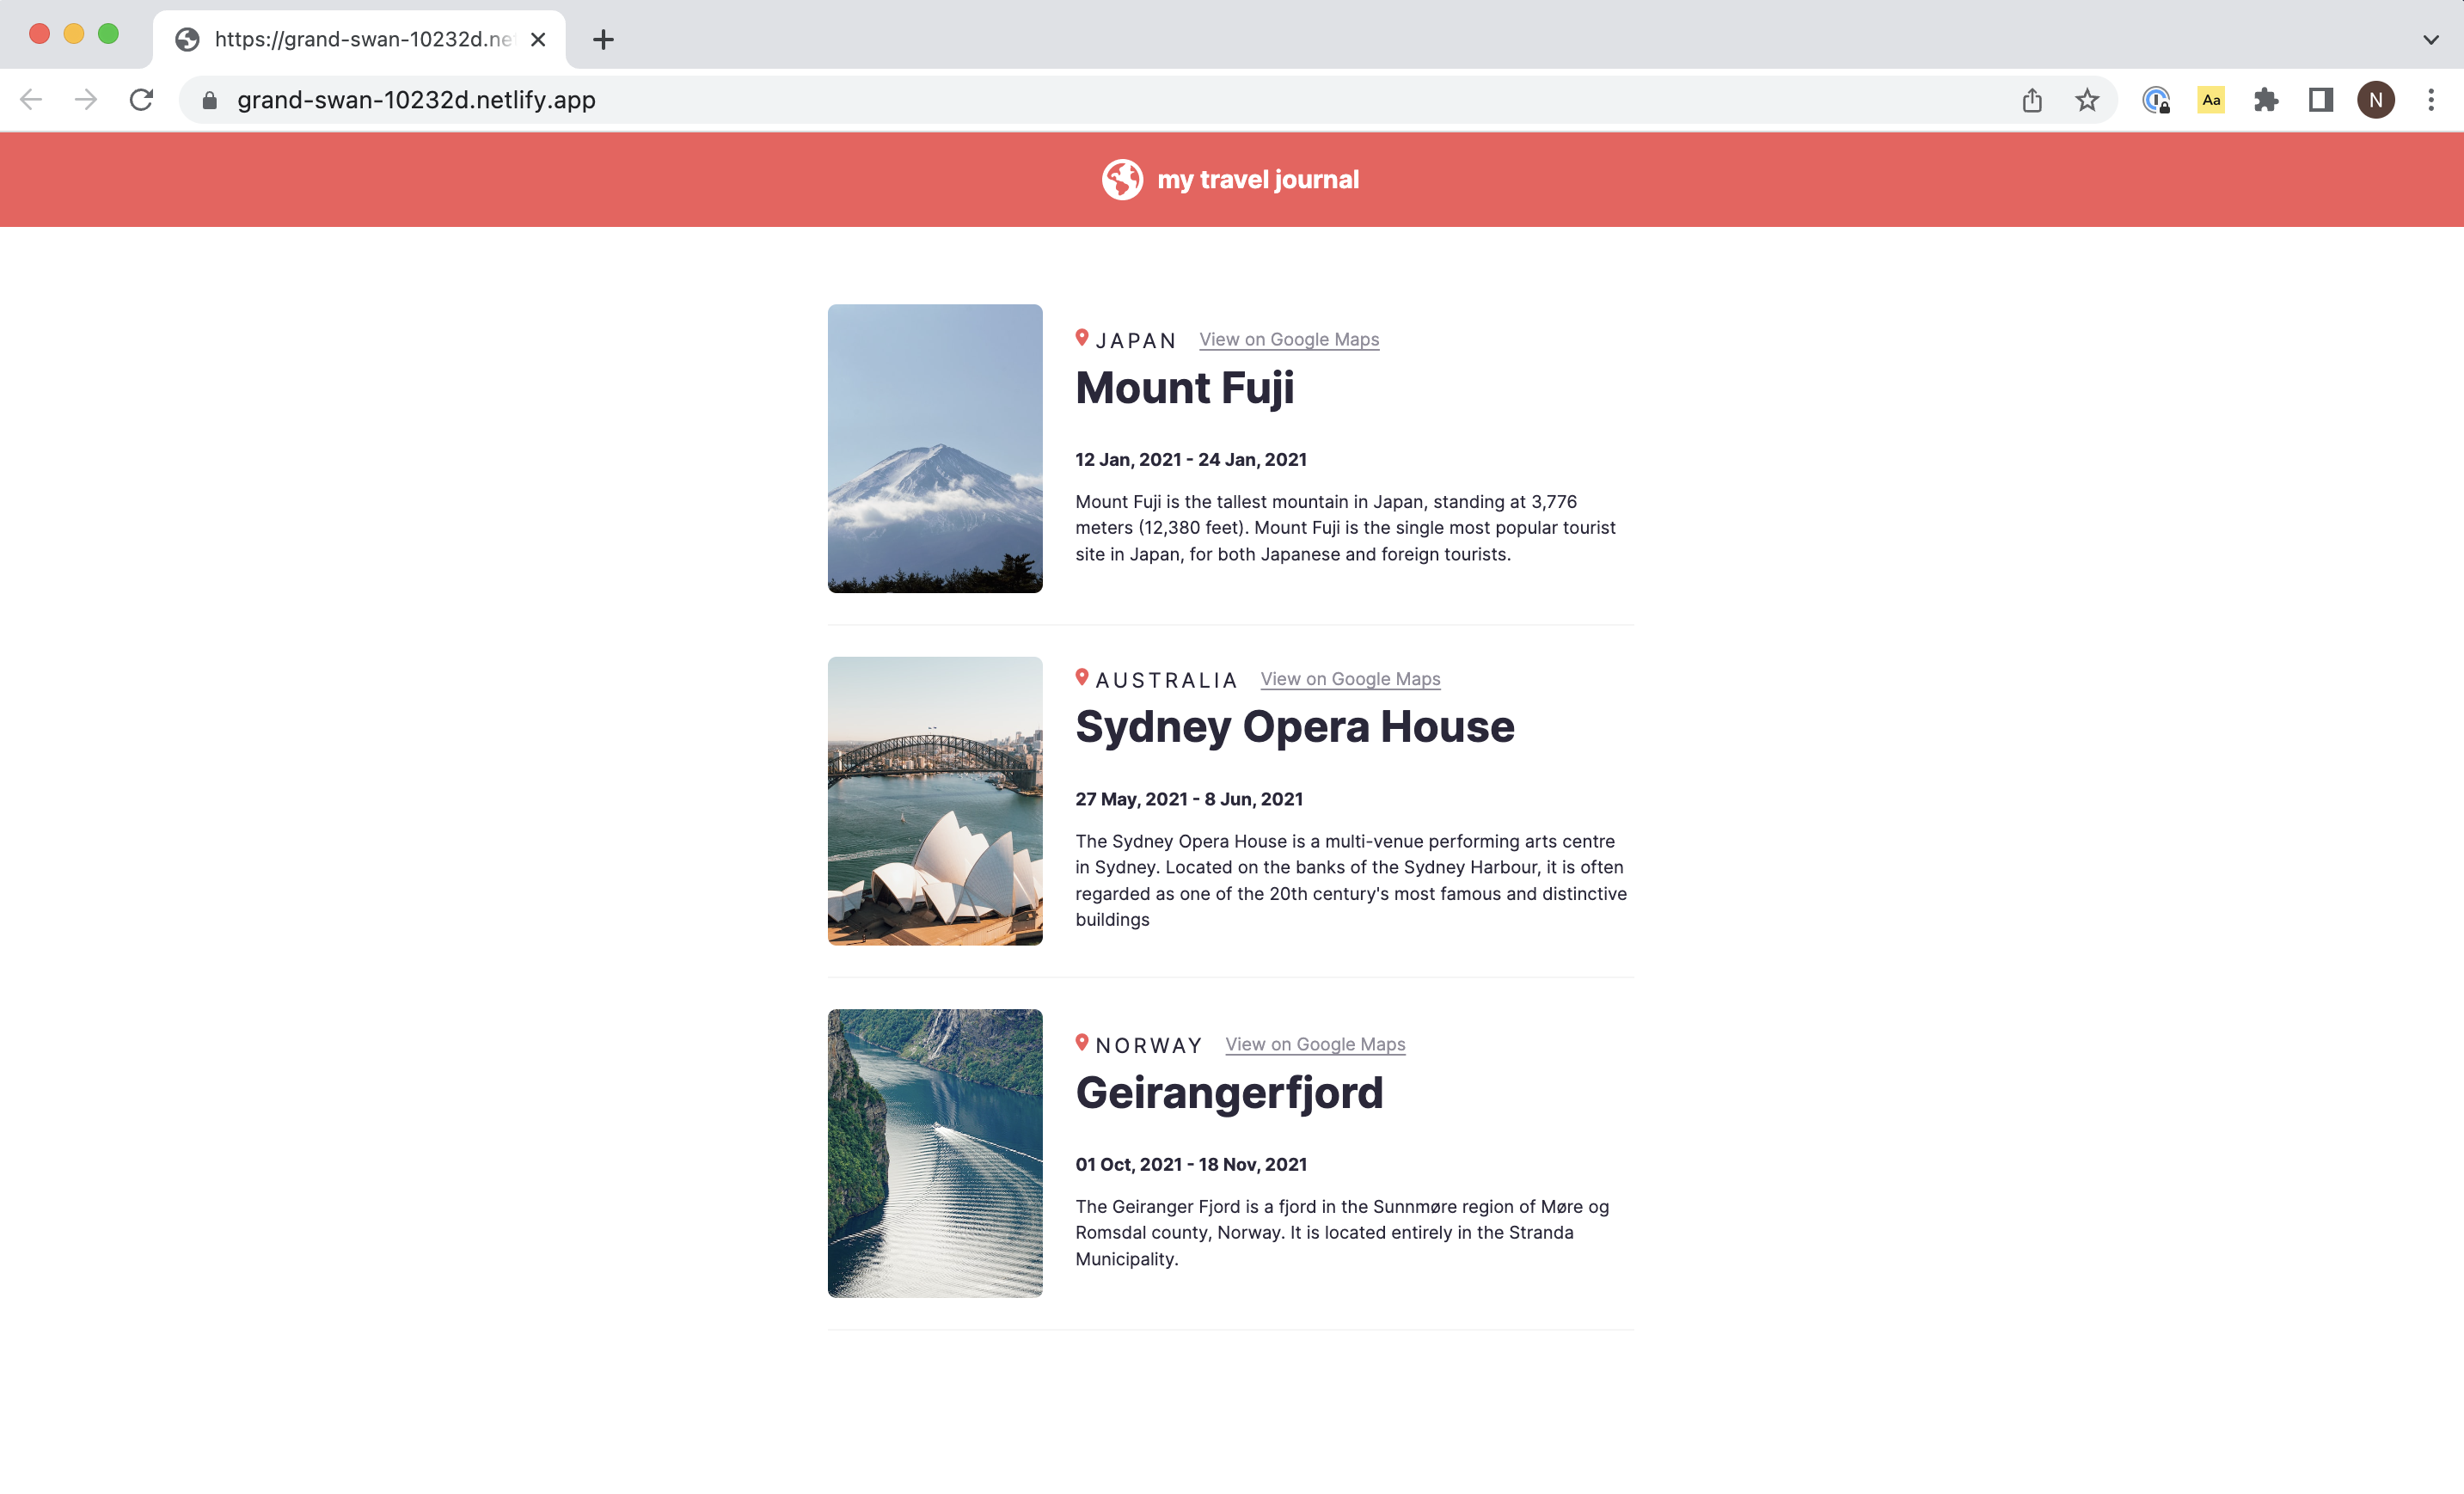 https://grand-swan-10232d.ne
grand-swan-10232d.netlify.app
Aa
N
my travel journal
JAPAN View on Google Maps
Mount Fuji
12 Jan, 2021 - 24 Jan, 2021
Mount Fuji is the tallest mountain in Japan, standing at 3,776
meters (12,380 feet). Mount Fuji is the single most popular tourist
site in Japan, for both Japanese and foreign tourists.
AUSTRALIA View on Google Maps
Sydney Opera House
27 May, 2021 - 8 Jun, 2021
The Sydney Opera House is a multi-venue performing arts centre
in Sydney. Located on the banks of the Sydney Harbour, it is often
regarded as one of the 20th century's most famous and distinctive
buildings
NORWAY View on Google Maps
Geirangerfjord
01 Oct, 2021 - 18 Nov, 2021
The Geiranger Fjord is a fjord in the Sunnmøre region of Møre og
Romsdal county, Norway. It is located entirely in the Stranda
Municipality.